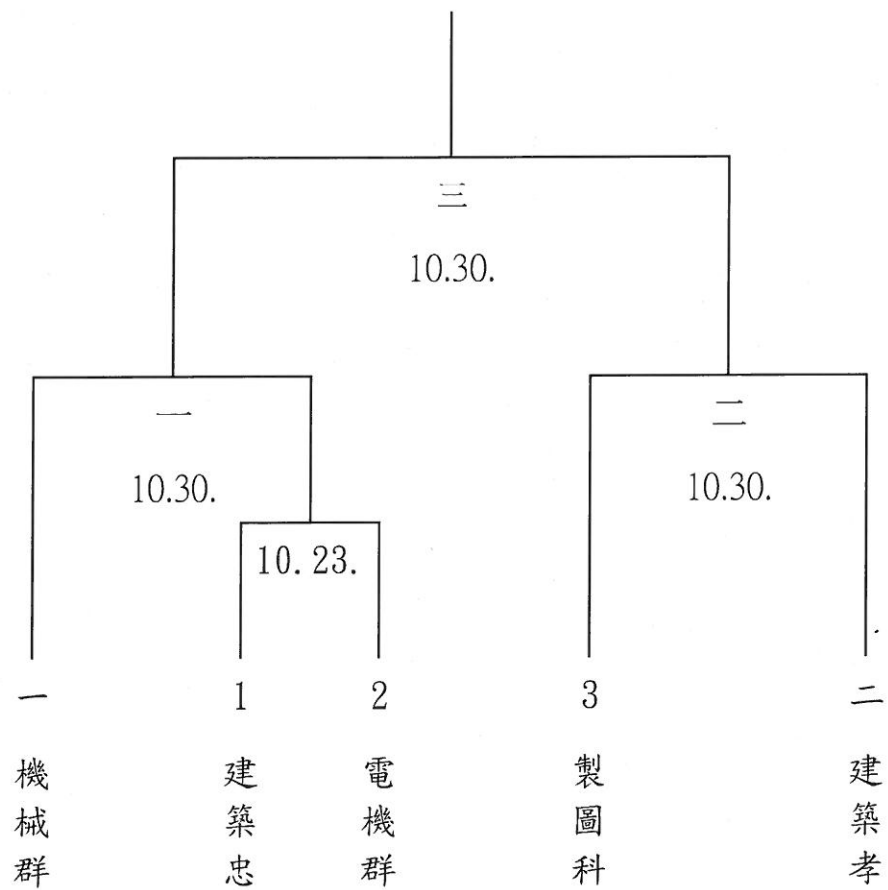 三
10.30.
一
二
10.30.
10.30.
10.23.
一
1
2
3
二
機械群
建築忠
電機群
製圖科
建築孝